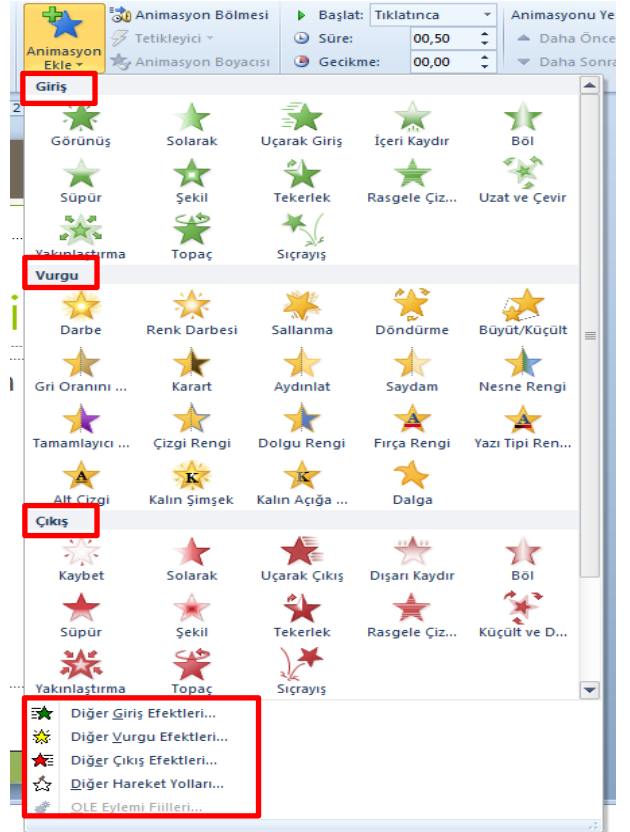 Animasyon Ekle
Animasyon Bölmesi
Tetikleyici
Animasyon Boyacısı
Başlat: Tıklatınca
Süre: 00,50
Gecikme: 00,00
Animasyonu Ye
Daha Önce
Daha Sonra
2
Giriş
Görünüş Solarak Uçarak Giriş İçeri Kaydır Böl
Süpür Şekil Tekerlek Rasgele Çiz... Uzat ve Çevir
Yakınlaştırma Topaç Sıçrayış
Vurgu
Darbe Renk Darbesi Sallanma Döndürme Büyüt/Küçült
Gri Oranını ... Karart Aydınlat Saydam Nesne Rengi
Tamamlayıcı ... Çizgi Rengi Dolgu Rengi Fırça Rengi Yazı Tipi Ren...
Alt Çizgi Kalın Şimşek Kalın Açığa ... Dalga
Çıkış
Kaybet Solarak Uçarak Çıkış Dışarı Kaydır Böl
Süpür Şekil Tekerlek Rasgele Çiz... Küçült ve D...
Yakınlaştırma Topaç Sıçrayış
Diğer Giriş Efektleri...
Diğer Vurgu Efektleri...
Diğer Çıkış Efektleri...
Diğer Hareket Yolları...
OLE Eylemi Fiilleri...